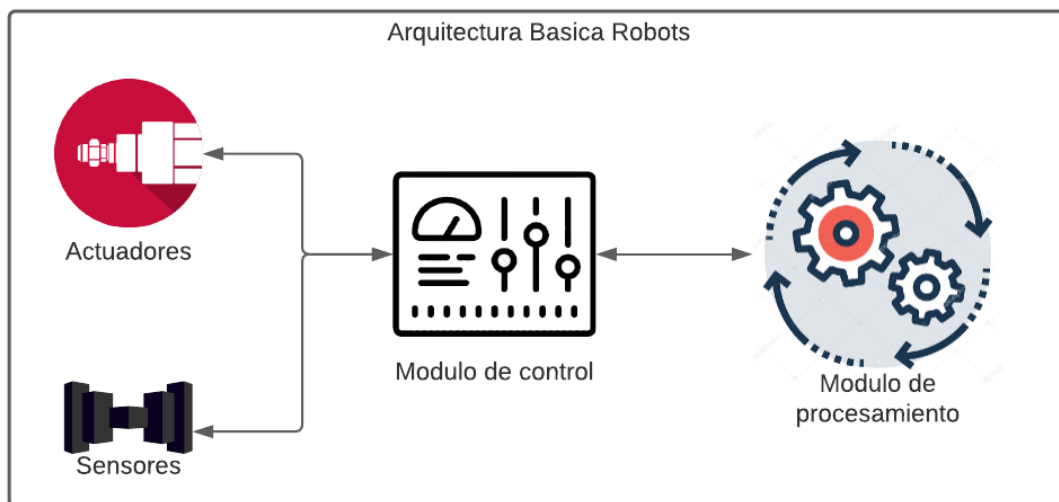 Arquitectura Basica Robots
Actuadores
Modulo de control
Modulo de
procesamiento
Sensores